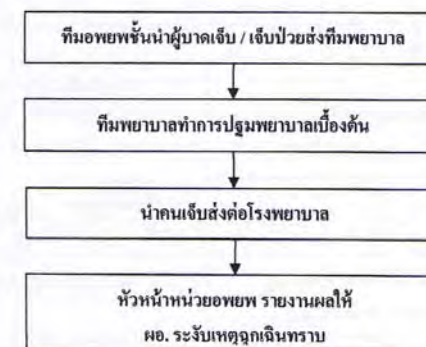 ทีมอพยพชั้นนำผู้บาดเจ็บ / เจ็บป่วยส่งทีมพยาบาล
ทีมพยาบาลทำการปฐมพยาบาลเบื้องต้น
นำคนเจ็บส่งต่อโรงพยาบาล
หัวหน้าหน่วยอพยพ รายงานผลให้
ผอ. ระงับเหตุฉุกเฉินทราบ